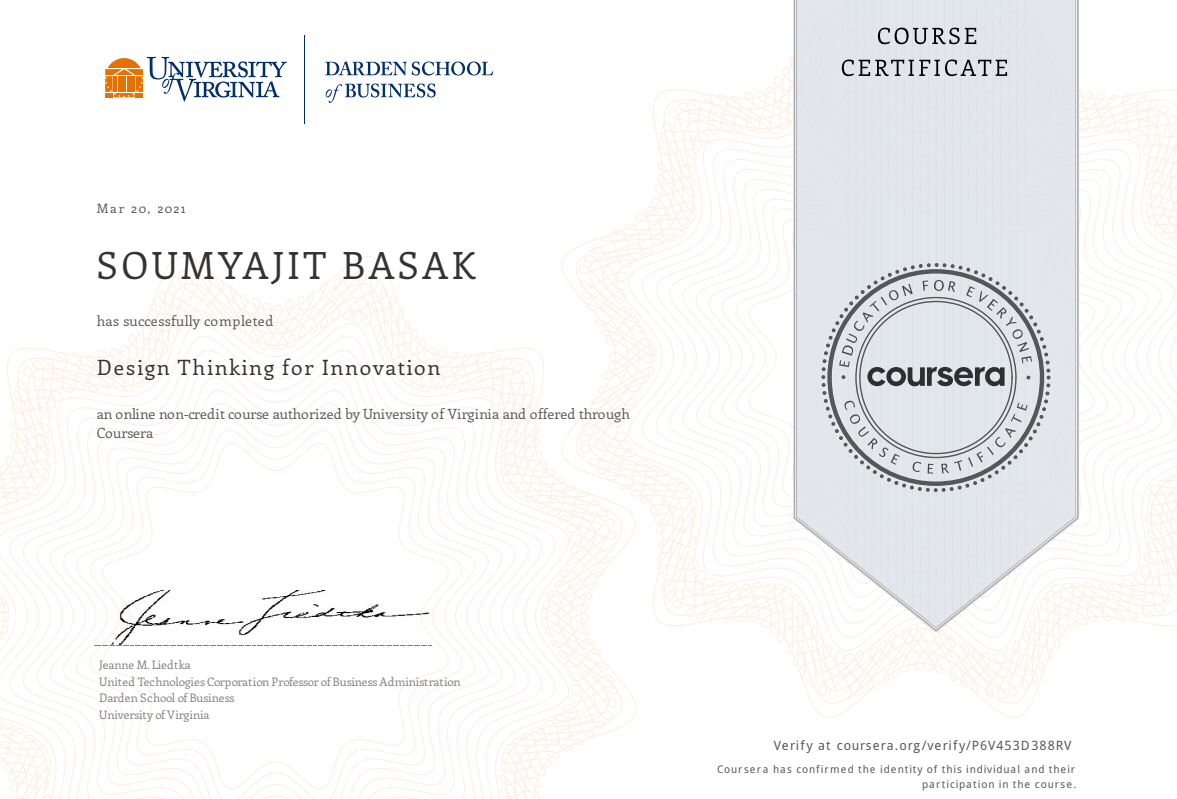 UNIVERSITY
of VIRGINIA
DARDEN SCHOOL
of BUSINESS
COURSE
CERTIFICATE
Mar 20, 2021
SOUMYAJIT BASAK
has successfully completed
Design Thinking for Innovation
an online non-credit course authorized by University of Virginia and offered through
Coursera
EDUCATION FOR EVERYONE
coursera
COURSE CERTIFICATE
Jeanne Liedtka
Jeanne M. Liedtka
United Technologies Corporation Professor of Business Administration
Darden School of Business
University of Virginia
Verify at coursera.org/verify/P6V453D388RV
Coursera has confirmed the identity of this individual and their
participation in the course.